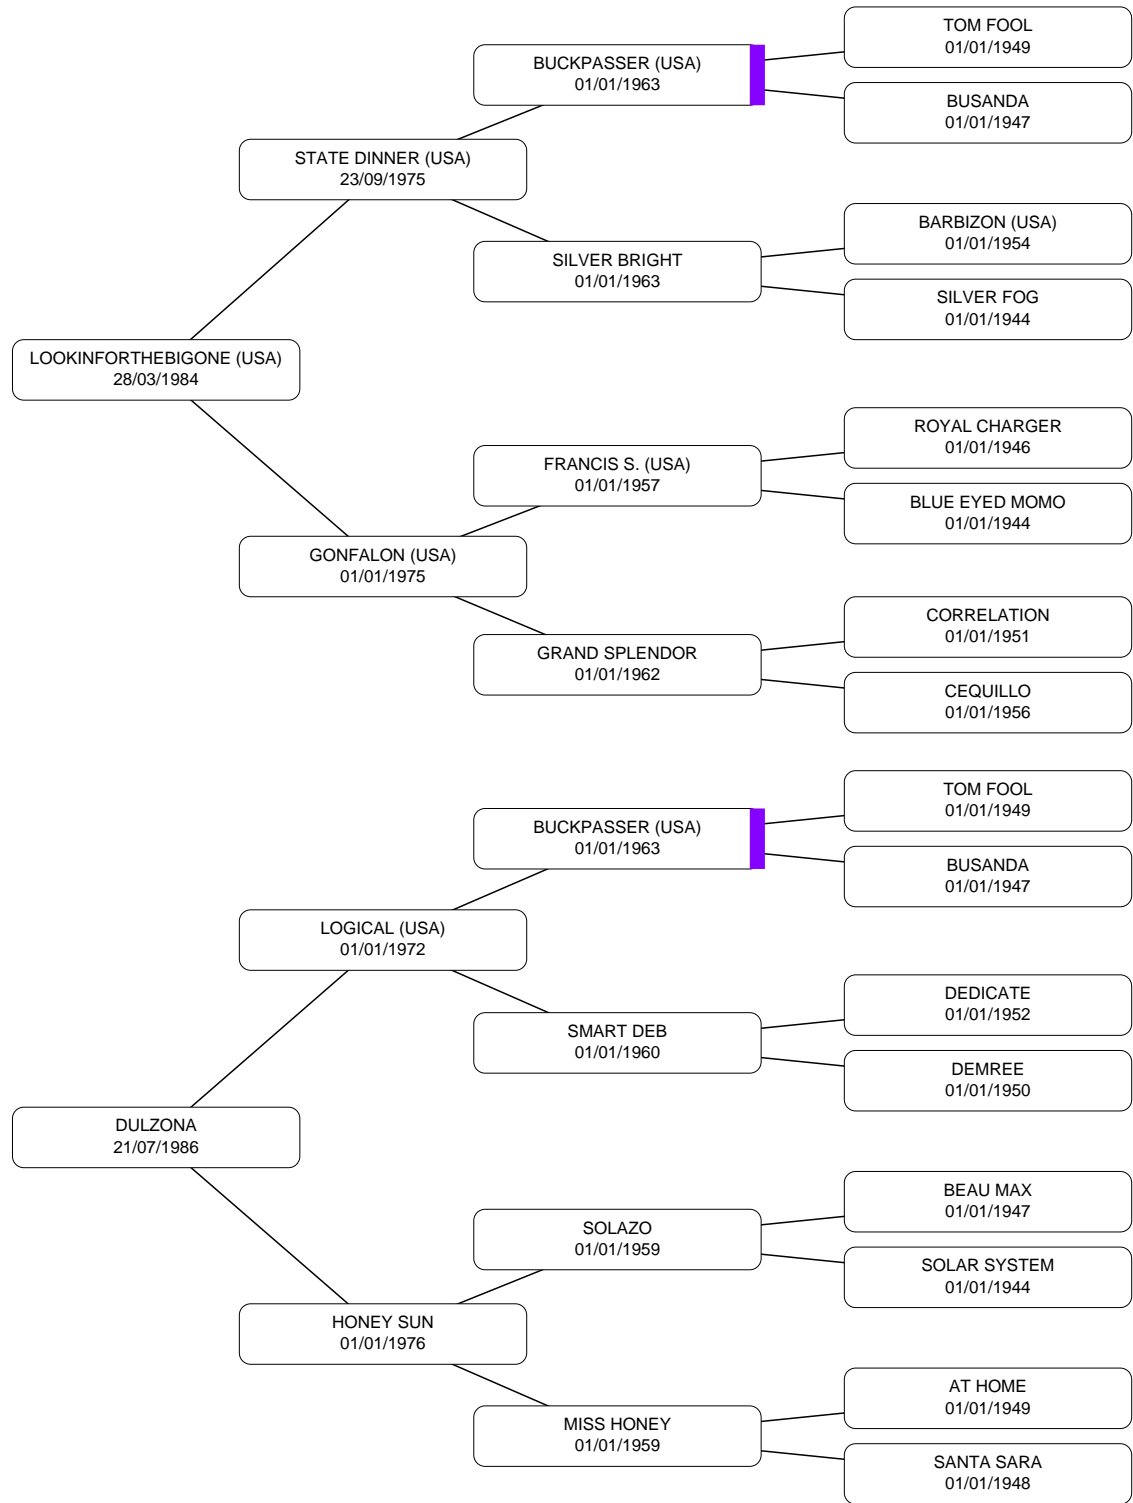 TOM FOOL
01/01/1949
BUCKPASSER (USA)
01/01/1963
BUSANDA
01/01/1947
STATE DINNER (USA)
23/09/1975
BARBIZON (USA)
01/01/1954
SILVER BRIGHT
01/01/1963
SILVER FOG
01/01/1944
LOOKINFORTHEBIGONE (USA)
28/03/1984
ROYAL CHARGER
01/01/1946
FRANCIS S. (USA)
01/01/1957
BLUE EYED MOMO
01/01/1944
GONFALON (USA)
01/01/1975
CORRELATION
01/01/1951
GRAND SPLENDOR
01/01/1962
CEQUILLO
01/01/1956
TOM FOOL
01/01/1949
BUCKPASSER (USA)
01/01/1963
BUSANDA
01/01/1947
LOGICAL (USA)
01/01/1972
DEDICATE
01/01/1952
SMART DEB
01/01/1960
DEMREE
01/01/1950
DULZONA
21/07/1986
BEAU MAX
01/01/1947
SOLAZO
01/01/1959
SOLAR SYSTEM
01/01/1944
HONEY SUN
01/01/1976
AT HOME
01/01/1949
MISS HONEY
01/01/1959
SANTA SARA
01/01/1948